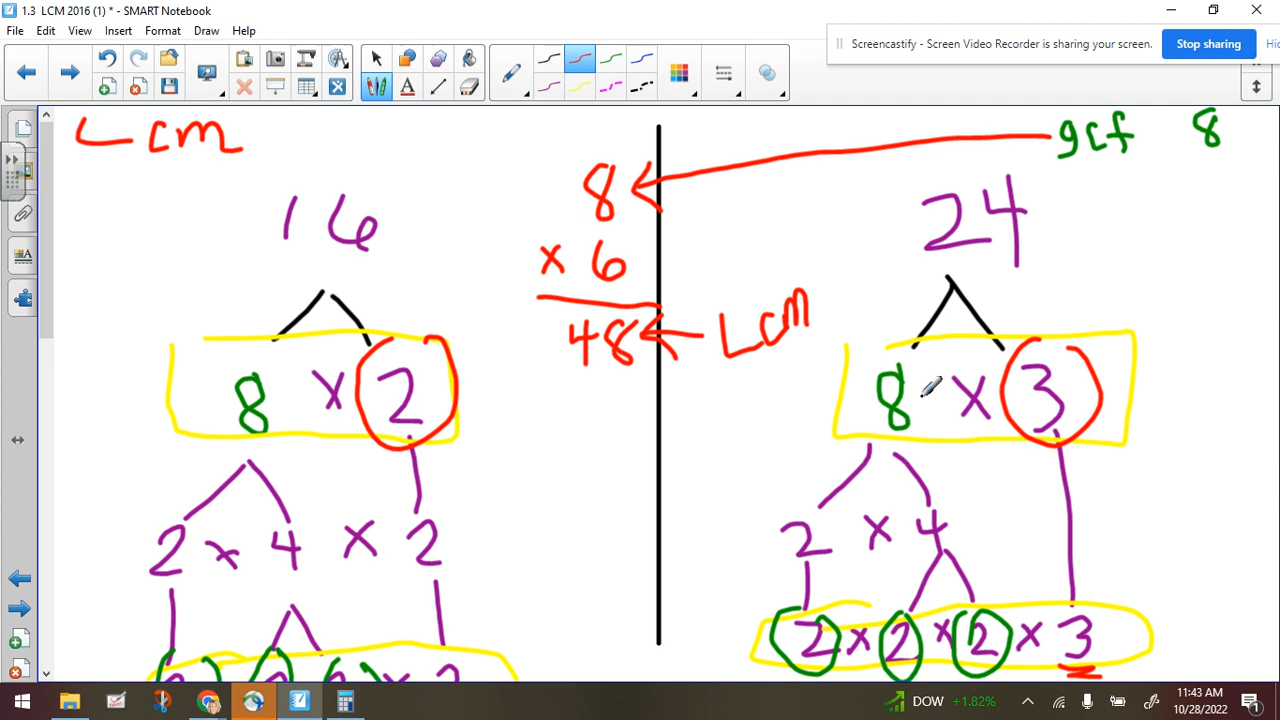 1.3 LCM 2016 (1) * - SMART Notebook
File Edit View Insert Format Draw Help
Screencastify - Screen Video Recorder is sharing your screen.
Stop sharing
A
Lcm
gcf 8
16
8
x 6
48
Lcm
24
8 x 2
8 x 3
2 x 4 x 2
2 x 4
2 x 2 x 2 x 3
DOW +1.82%
11:43 AM
10/28/2022
1